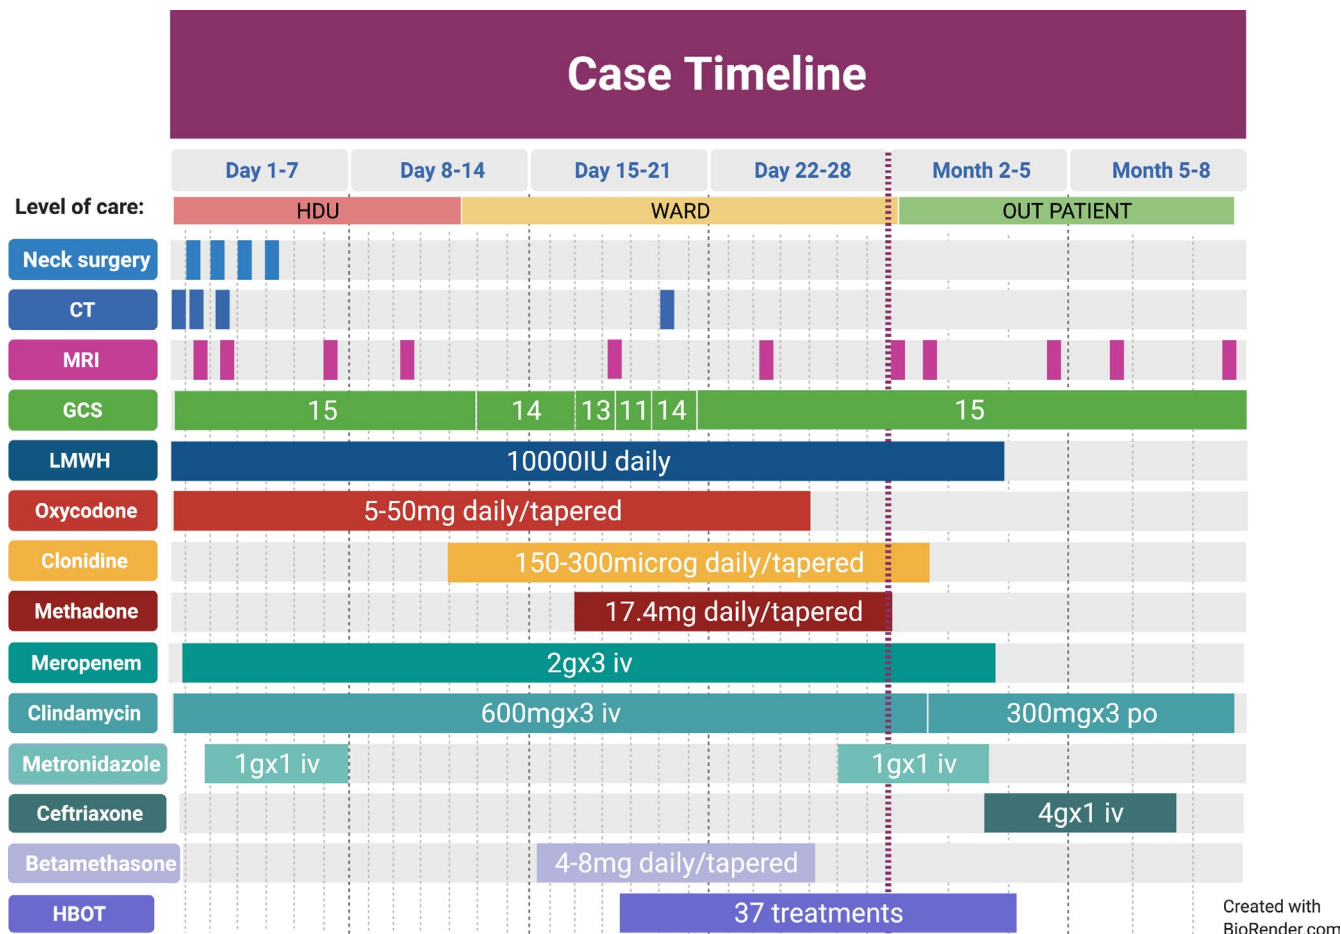 Case Timeline
Day 1-7 Day 8-14 Day 15-21 Day 22-28 Month 2-5 Month 5-8
Level of care: HDU WARD OUT PATIENT
Neck surgery
CT
MRI
GCS 15 14 13 11 14 15
LMWH 10000IU daily
Oxycodone 5-50mg daily/tapered
Clonidine 150-300microg daily/tapered
Methadone 17.4mg daily/tapered
Meropenem 2gx3 iv
Clindamycin 600mgx3 iv 300mgx3 po
Metronidazole 1gx1 iv 1gx1 iv
Ceftriaxone 4gx1 iv
Betamethasone 4-8mg daily/tapered
HBOT 37 treatments
Created with
BioRender.com